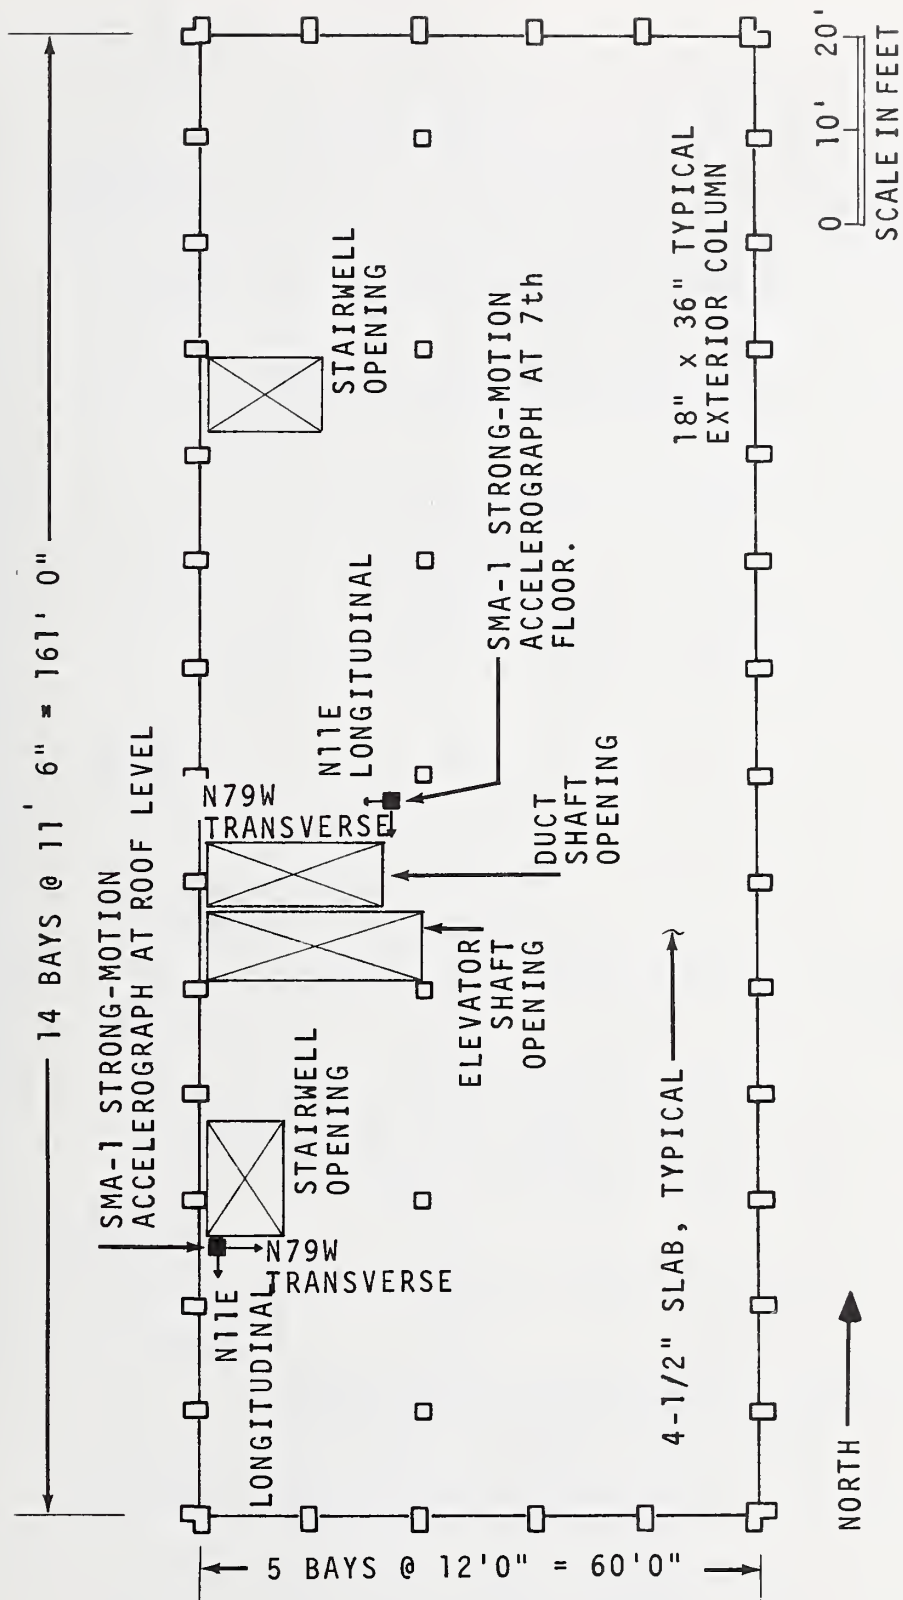 14 BAYS @ 11' 6" = 161' 0"
SMA-1 STRONG-MOTION
ACCELEROGRAPH AT ROOF LEVEL
N79W
TRANSVERSE
N11E
LONGITUDINAL
STAIRWELL
OPENING
SMA-1 STRONG-MOTION
ACCELEROGRAPH AT 7th
FLOOR.
DUCT
SHAFT
OPENING
ELEVATOR
SHAFT
OPENING
STAIRWELL
OPENING
N79W
TRANSVERSE
N11E
LONGITUDINAL
18" x 36" TYPICAL
EXTERIOR COLUMN
4-1/2" SLAB, TYPICAL
5 BAYS @ 12'0" = 60'0"
NORTH
0 10' 20'
SCALE IN FEET